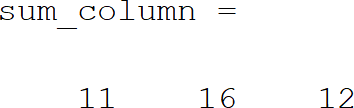 sum_column =
11 16 12